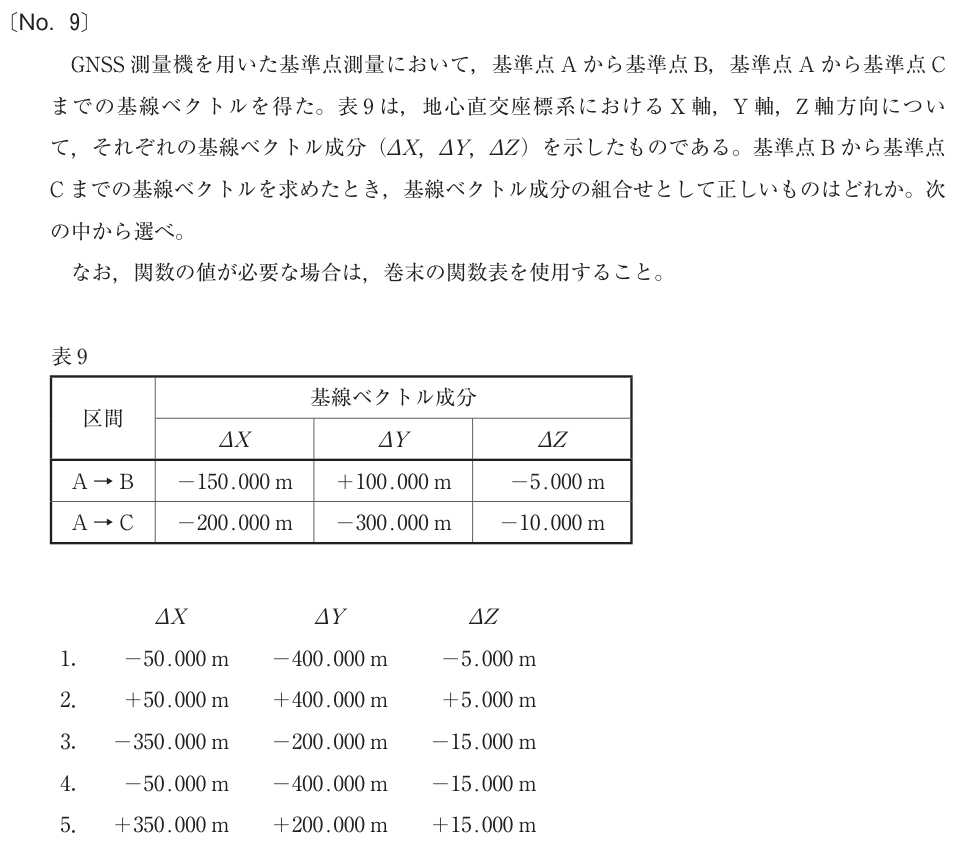 〔No. 9〕
GNSS 測量機を用いた基準点測量において，基準点 A から基準点 B，基準点 A から基準点 C
までの基線ベクトルを得た。表 9 は，地心直交座標系における X 軸，Y 軸，Z 軸方向につい
て，それぞれの基線ベクトル成分（ΔX，ΔY，ΔZ）を示したものである。基準点 B から基準点
C までの基線ベクトルを求めたとき，基線ベクトル成分の組合せとして正しいものはどれか。次
の中から選べ。
なお，関数の値が必要な場合は，巻末の関数表を使用すること。
表 9
区間 基線ベクトル成分
ΔX ΔY ΔZ
A → B −150.000 m +100.000 m −5.000 m
A → C −200.000 m −300.000 m −10.000 m
ΔX ΔY ΔZ
1. −50.000 m −400.000 m −5.000 m
2. +50.000 m +400.000 m +5.000 m
3. −350.000 m −200.000 m −15.000 m
4. −50.000 m −400.000 m −15.000 m
5. +350.000 m +200.000 m +15.000 m